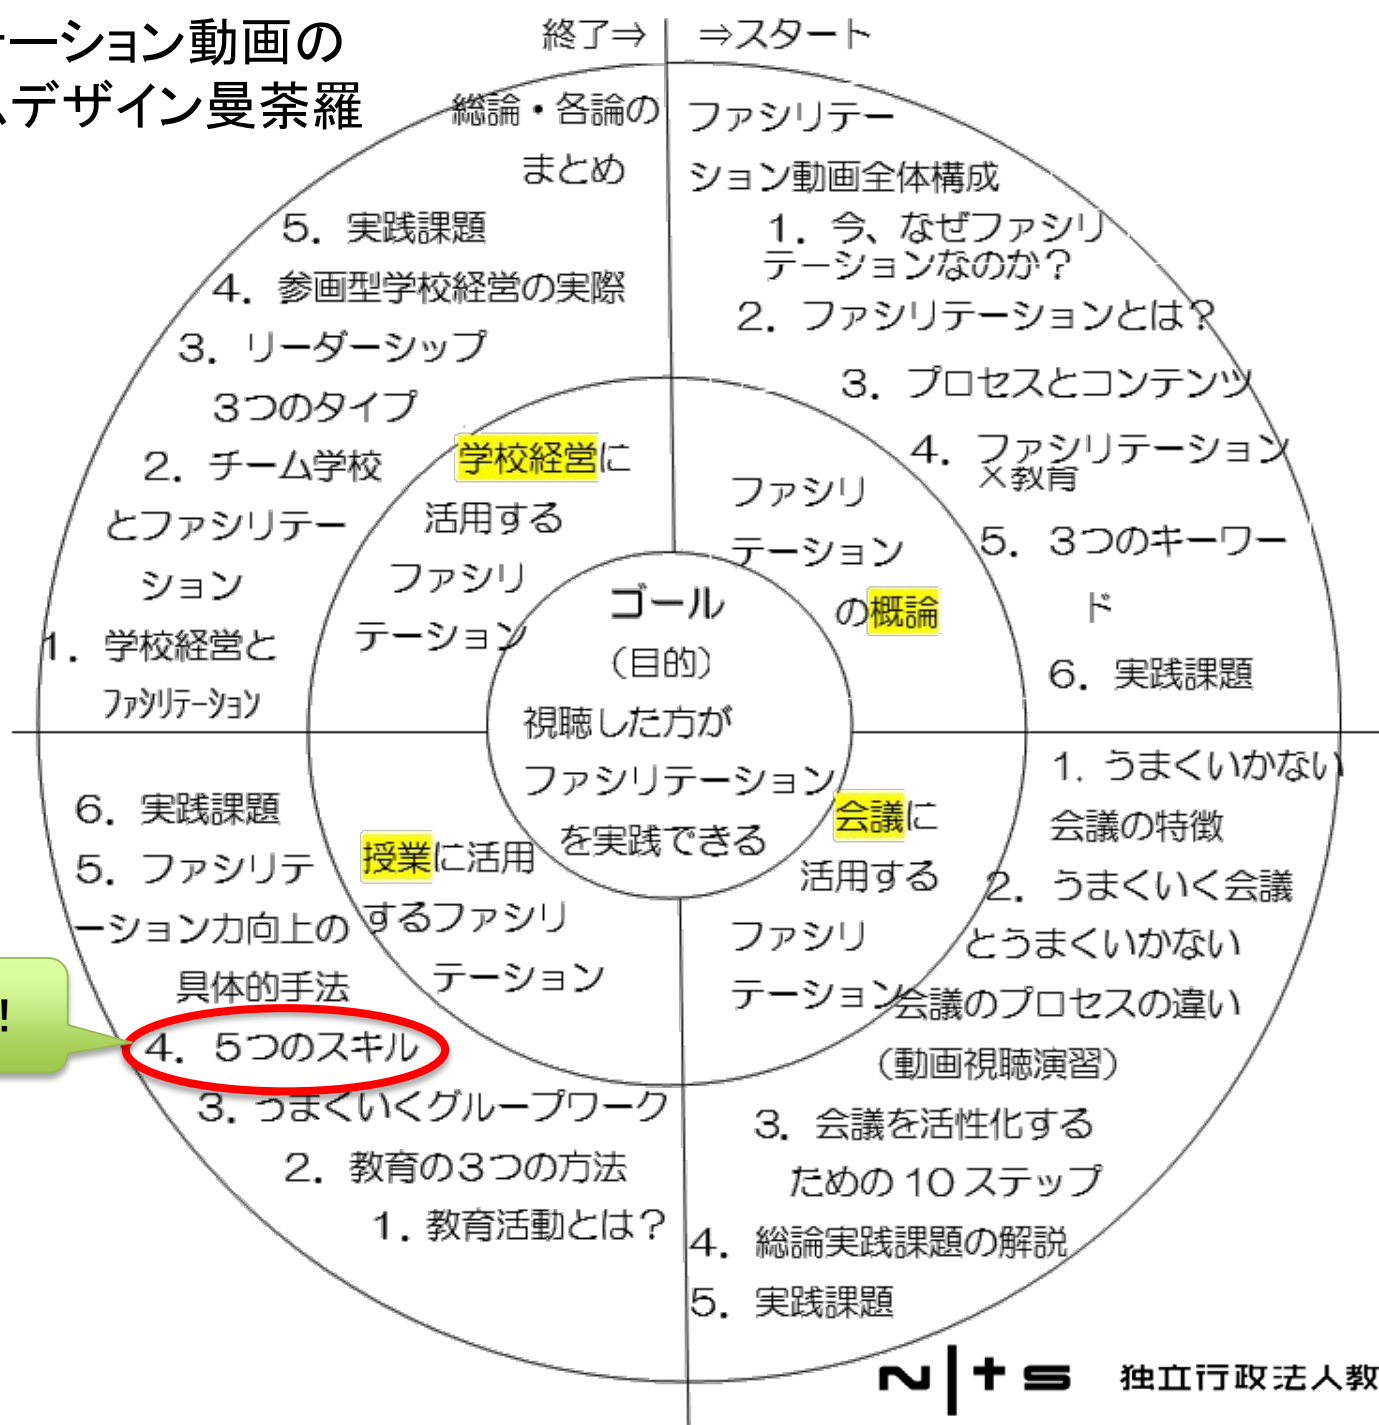 ーション動画の
ムデザイン曼荼羅
終了⇒
⇒スタート
総論・各論の
まとめ
5．実践課題
4．参画型学校経営の実際
3．リーダーシップ
3つのタイプ
2．チーム学校
とファシリテー
ション
1．学校経営と
ファシリテーション
学校経営に
活用する
ファシリ
テーション
ファシリテー
ション動画全体構成
1．今、なぜファシリ
テーションなのか？
2．ファシリテーションとは？
3．プロセスとコンテンツ
4．ファシリテーション
×教育
5．3つのキーワー
ド
6．実践課題
ファシリ
テーション
の概論
ゴール
（目的）
視聴した方が
ファシリテーション
を実践できる
1．うまくいかない
会議の特徴
2．うまくいく会議
とうまくいかない
会議のプロセスの違い
（動画視聴演習）
3．会議を活性化する
ための10ステップ
4．総論実践課題の解説
5．実践課題
会議に
活用する
ファシリ
テーション
6．実践課題
5．ファシリテ
ーション力向上の
具体的手法
4．5つのスキル
3．うまくいくグループワーク
2．教育の3つの方法
1．教育活動とは？
授業に活用
するファシリ
テーション
！
N|+S 独立行政法人教